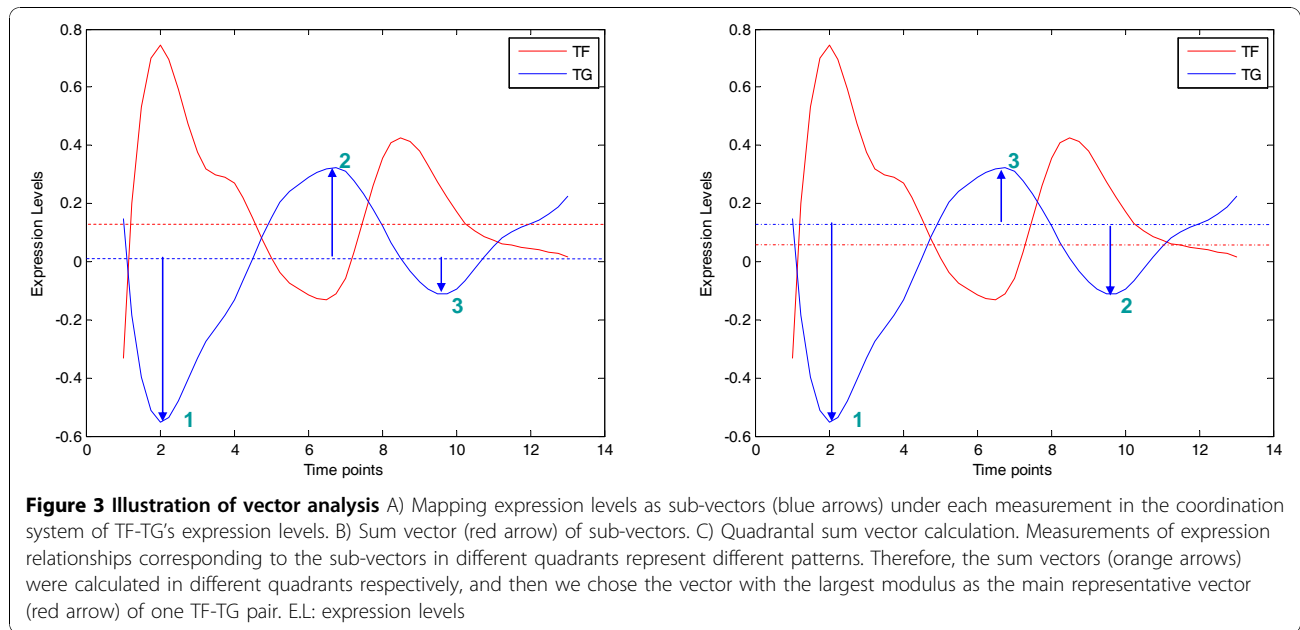 0.8
0.6
0.4
0.2
0
-0.2
-0.4
-0.6
Expression Levels
0 2 4 6 8 10 12 14
Time points
TF
TG
1
2
3
0.8
0.6
0.4
0.2
0
-0.2
-0.4
-0.6
Expression Levels
0 2 4 6 8 10 12 14
Time points
TF
TG
1
3
2
Figure 3 Illustration of vector analysis A) Mapping expression levels as sub-vectors (blue arrows) under each measurement in the coordination
system of TF-TG's expression levels. B) Sum vector (red arrow) of sub-vectors. C) Quadrantal sum vector calculation. Measurements of expression
relationships corresponding to the sub-vectors in different quadrants represent different patterns. Therefore, the sum vectors (orange arrows)
were calculated in different quadrants respectively, and then we chose the vector with the largest modulus as the main representative vector
(red arrow) of one TF-TG pair. E.L: expression levels